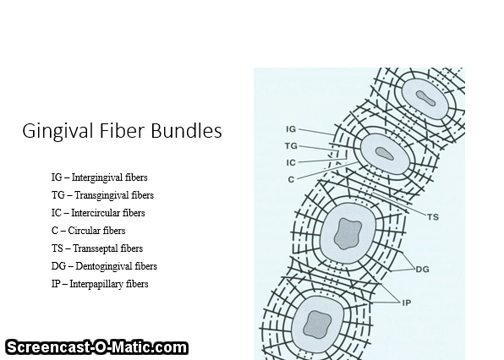 Gingival Fiber Bundles
IG – Intergingival fibers
TG – Transgingival fibers
IC – Intercircular fibers
C – Circular fibers
TS – Transseptal fibers
DG – Dentogingival fibers
IP – Interpapillary fibers
IG
TG
IC
C
TS
DG
IP
Screencast-O-Matic.com